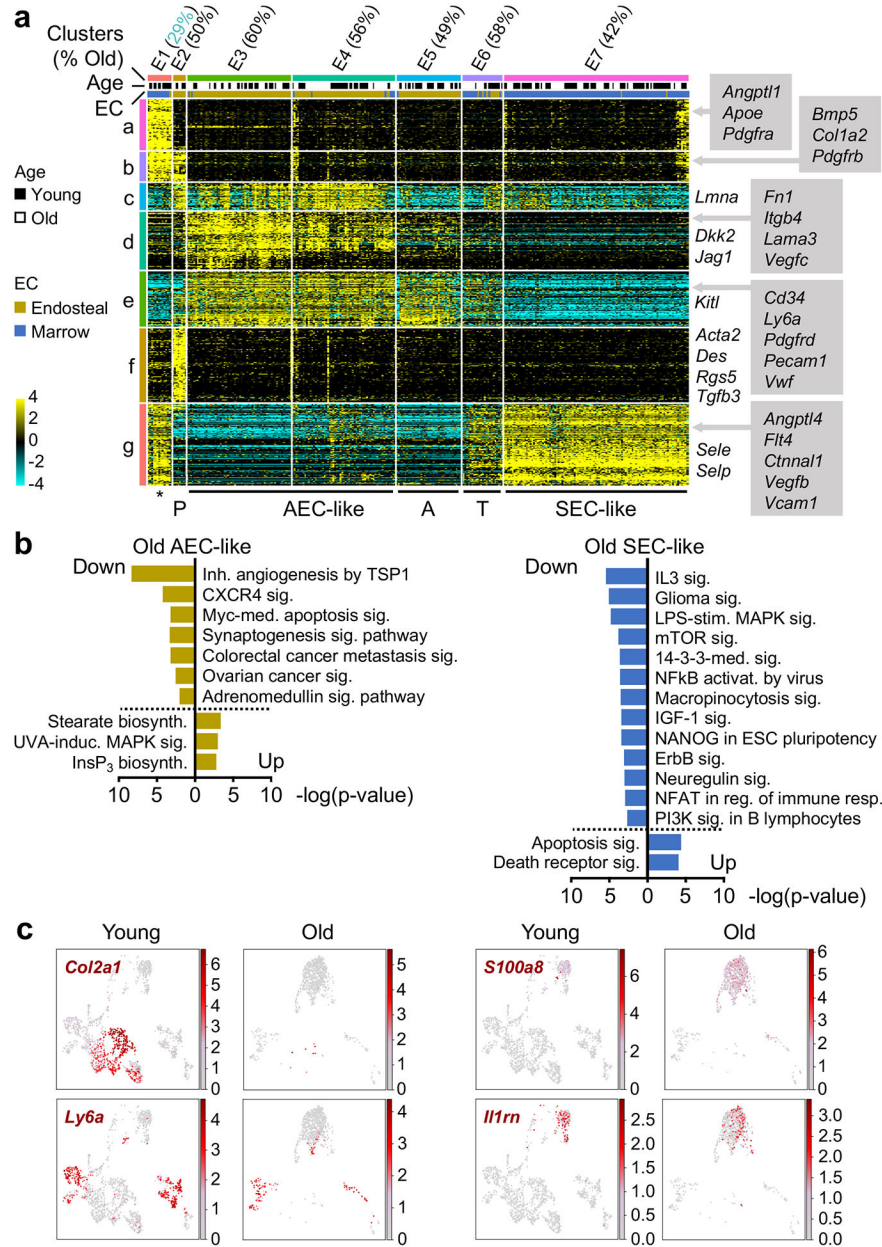 a
Clusters
(% Old)
E1 (29%)
E2 (50%)
E3 (60%)
E4 (56%)
E5 (49%)
E6 (58%)
E7 (42%)
Age
EC
a
b
c
d
e
f
g
Age
Young
Old
EC
Endosteal
Marrow
4
2
0
-2
-4
Angptl1
Apoe
Pdgfra
Bmp5
Col1a2
Pdgfrb
Lmna
Dkk2
Jag1
Fn1
Itgb4
Lama3
Vegfc
Kitl
Cd34
Ly6a
Pdgfrd
Pecam1
Vwf
Acta2
Des
Rgs5
Tgfb3
Sele
Selp
Angptl4
Flt4
Ctnnal1
Vegfb
Vcam1
*
P
AEC-like
A
T
SEC-like
b
Old AEC-like
Down
Inh. angiogenesis by TSP1
CXCR4 sig.
Myc-med. apoptosis sig.
Synaptogenesis sig. pathway
Colorectal cancer metastasis sig.
Ovarian cancer sig.
Adrenomedullin sig. pathway
Stearate biosynth.
UVA-induc. MAPK sig.
InsP3 biosynth.
Up
10 5 0 5 10 -log(p-value)
Old SEC-like
Down
IL3 sig.
Glioma sig.
LPS-stim. MAPK sig.
mTOR sig.
14-3-3-med. sig.
NFkB activat. by virus
Macropinocytosis sig.
IGF-1 sig.
NANOG in ESC pluripotency
ErbB sig.
Neuregulin sig.
NFAT in reg. of immune resp.
PI3K sig. in B lymphocytes
Apoptosis sig.
Death receptor sig.
Up
10 5 0 5 10 -log(p-value)
c
Young
Old
Young
Old
Col2a1
6
5
4
3
2
1
0
5
4
3
2
1
0
S100a8
6
4
2
0
6
5
4
3
2
1
0
Ly6a
4
3
2
1
0
4
3
2
1
0
Il1rn
2.5
2.0
1.5
1.0
0.5
0.0
3.0
2.5
2.0
1.5
1.0
0.5
0.0